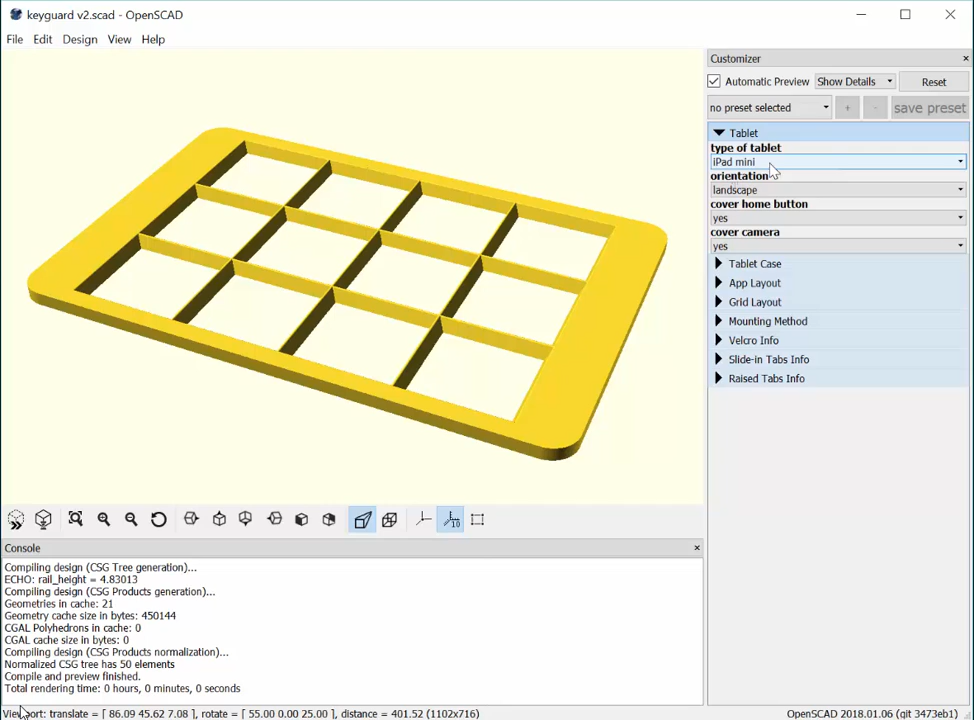 keyguard v2.scad - OpenSCAD
File Edit Design View Help
Customizer
Automatic Preview Show Details Reset
no preset selected + - save preset
Tablet
type of tablet
iPad mini
orientation
landscape
cover home button
yes
cover camera
yes
Tablet Case
App Layout
Grid Layout
Mounting Method
Velcro Info
Slide-in Tabs Info
Raised Tabs Info
10
Console
Compiling design (CSG Tree generation)...
ECHO: rail_height = 4.83013
Compiling design (CSG Products generation)...
Geometries in cache: 21
Geometry cache size in bytes: 450144
CGAL Polyhedrons in cache: 0
CGAL cache size in bytes: 0
Compiling design (CSG Products normalization)...
Normalized CSG tree has 50 elements
Compile and preview finished.
Total rendering time: 0 hours, 0 minutes, 0 seconds
Viewport: translate = [ 86.09 45.62 7.08 ], rotate = [ 55.00 0.00 25.00 ], distance = 401.52 (1102x716)
OpenSCAD 2018.01.06 (git 3473eb1)